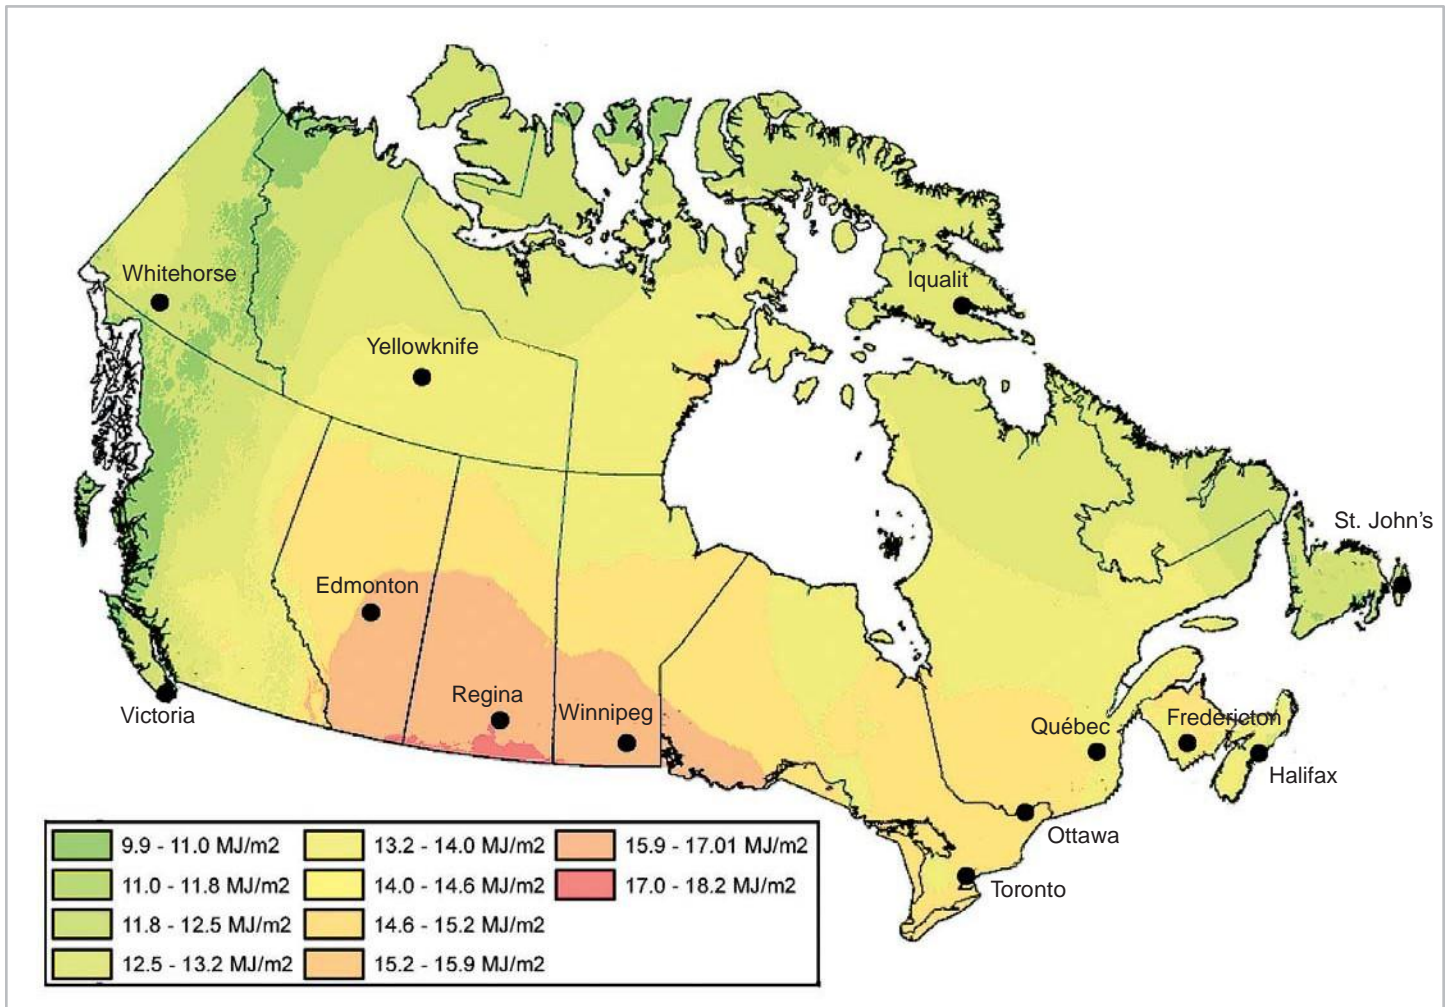 Whitehorse
Iqualit
Yellowknife
St. John's
Edmonton
Regina
Winnipeg
Victoria
Québec
Fredericton
Halifax
Ottawa
Toronto
9.9 - 11.0 MJ/m2
11.0 - 11.8 MJ/m2
11.8 - 12.5 MJ/m2
12.5 - 13.2 MJ/m2
13.2 - 14.0 MJ/m2
14.0 - 14.6 MJ/m2
14.6 - 15.2 MJ/m2
15.2 - 15.9 MJ/m2
15.9 - 17.01 MJ/m2
17.0 - 18.2 MJ/m2